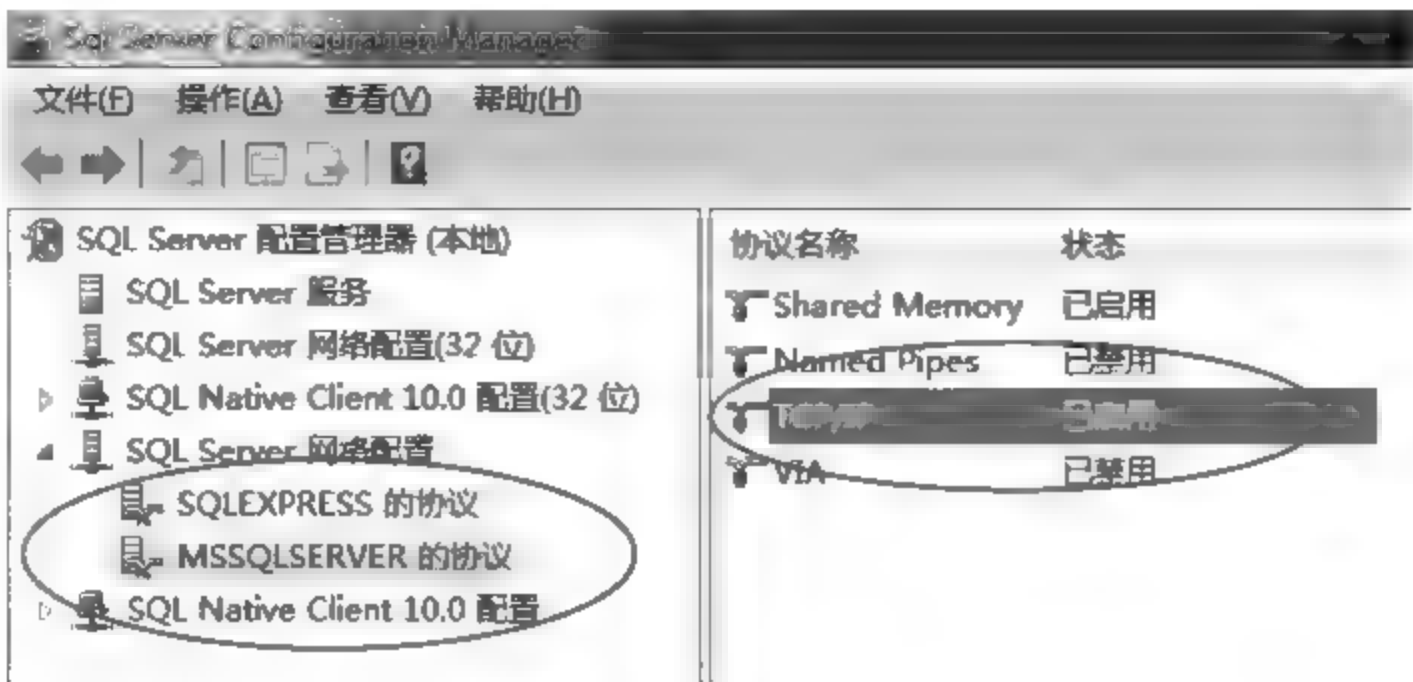 Sql Server Configuration Manager
文件(F) 操作(A) 查看(V) 帮助(H)
SQL Server 配置管理器 (本地)
SQL Server 服务
SQL Server 网络配置(32 位)
SQL Native Client 10.0 配置(32 位)
SQL Server 网络配置
SQLEXPRESS 的协议
MSSQLSERVER 的协议
SQL Native Client 10.0 配置
协议名称 状态
Shared Memory 已启用
Named Pipes 已禁用
已启用
VIA 已禁用